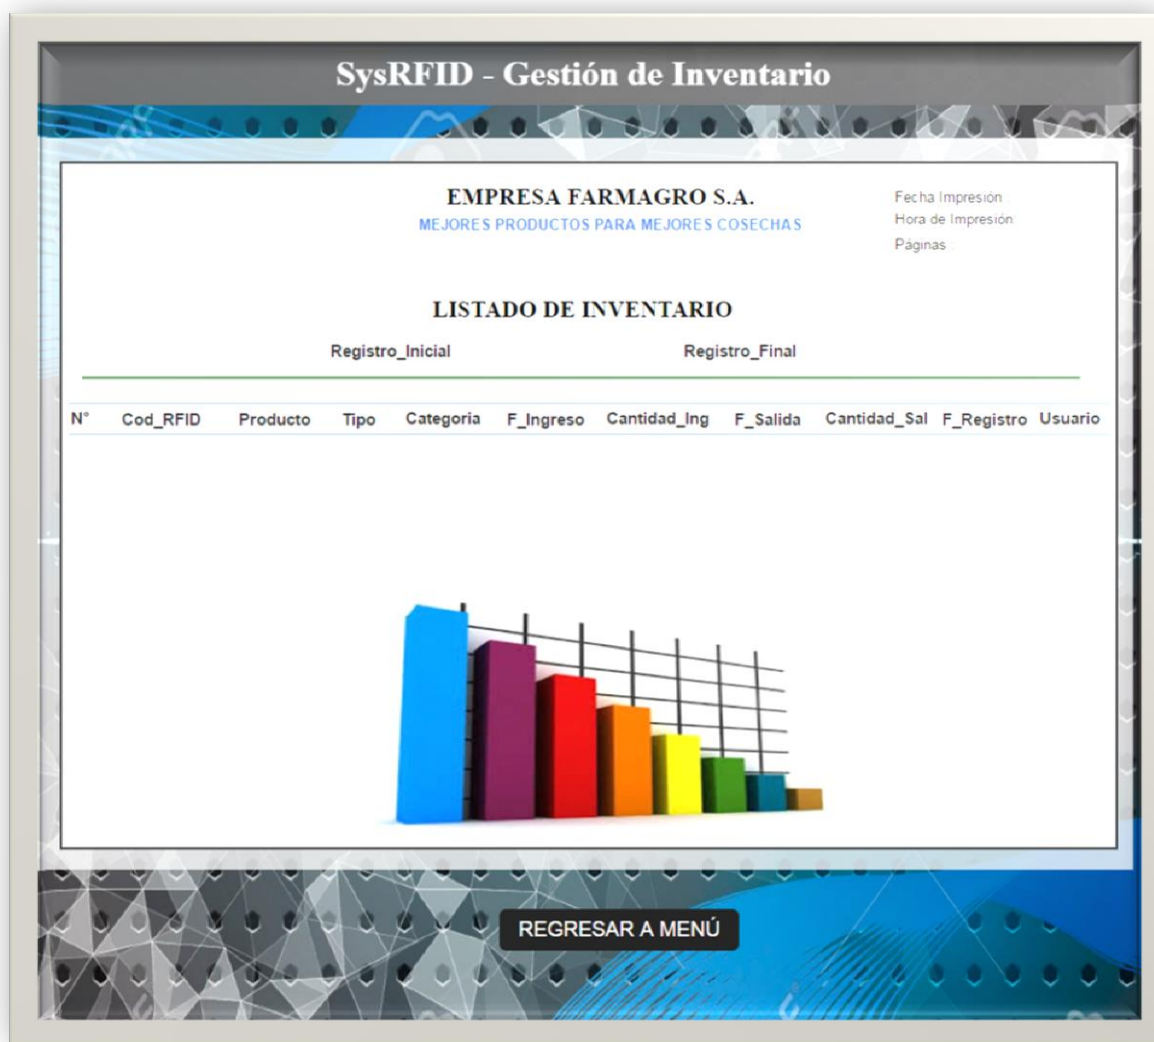 SysRFID - Gestión de Inventario
EMPRESA FARMAGRO S.A.
MEJORES PRODUCTOS PARA MEJORES COSECHAS
Fecha Impresión :
Hora de Impresión
Páginas :
LISTADO DE INVENTARIO
Registro_Inicial Registro_Final
N° Cod_RFID Producto Tipo Categoria F_Ingreso Cantidad_Ing F_Salida Cantidad_Sal F_Registro Usuario
REGRESAR A MENÚ